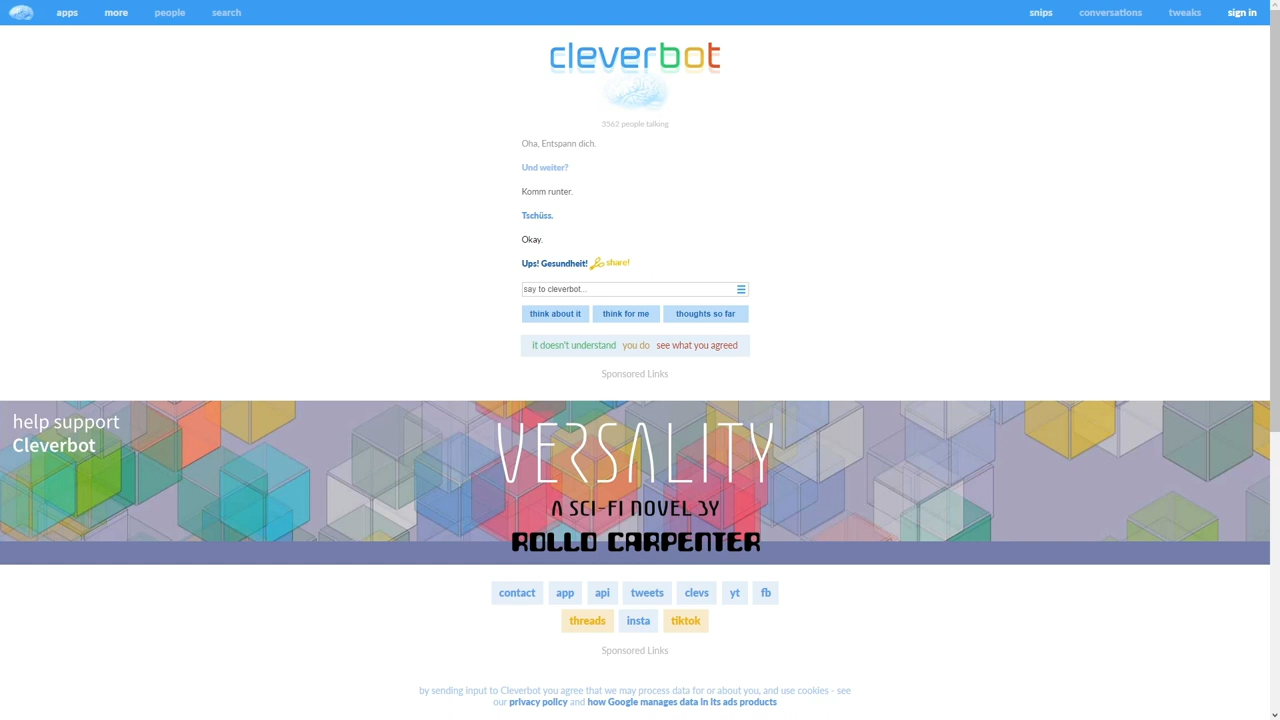 apps more people search snips conversations tweaks sign in
cleverbot
3562 people talking
Oha, Entspann dich.
Und weiter?
Komm runter.
Tschüss.
Okay.
Ups! Gesundheit! share!
say to cleverbot...
think about it think for me thoughts so far
it doesn't understand you do see what you agreed
Sponsored Links
help support
Cleverbot
VERSALITY
A SCI-FI NOVEL BY
ROLLO CARPENTER
contact app api tweets clevs yt fb
threads insta tiktok
Sponsored Links
by sending input to Cleverbot you agree that we may process data for or about you, and use cookies - see
our privacy policy and how Google manages data in its ads products